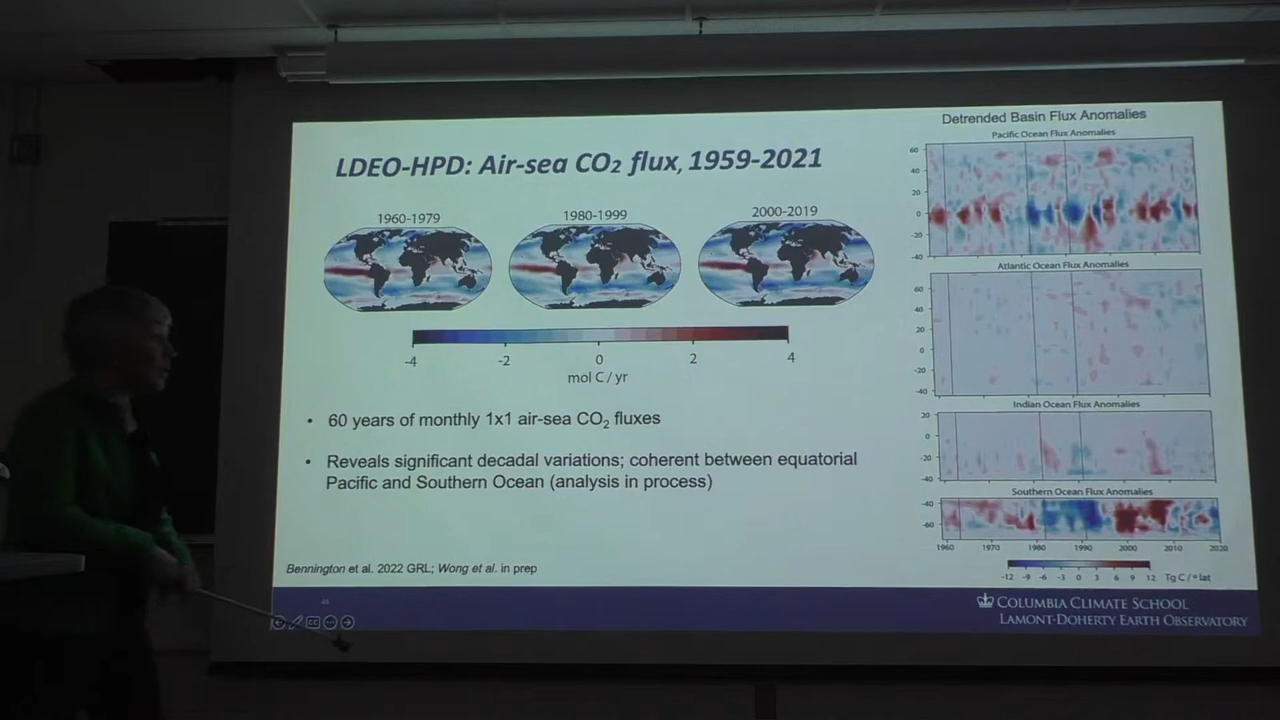 LDEO-HPD: Air-sea CO₂ flux, 1959-2021
1960-1979
1980-1999
2000-2019
-4 -2 0 2 4
mol C / yr
• 60 years of monthly 1x1 air-sea CO₂ fluxes
• Reveals significant decadal variations; coherent between equatorial
Pacific and Southern Ocean (analysis in process)
Bennington et al. 2022 GRL; Wong et al. in prep
Detrended Basin Flux Anomalies
Pacific Ocean Flux Anomalies
60
40
20
0
-20
-40
Atlantic Ocean Flux Anomalies
60
40
20
0
-20
-40
Indian Ocean Flux Anomalies
20
0
-20
-40
Southern Ocean Flux Anomalies
-40
-60
1960 1970 1980 1990 2000 2010 2020
-12 -9 -6 -3 0 3 6 9 12 Tg C / ° lat
46
CC
COLUMBIA CLIMATE SCHOOL
LAMONT-DOHERTY EARTH OBSERVATORY